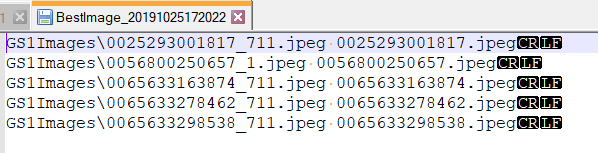 BestImage_20191025172022
GS1Images\0025293001817_711.jpeg 0025293001817.jpegCRLF
GS1Images\0056800250657_1.jpeg 0056800250657.jpegCRLF
GS1Images\0065633163874_711.jpeg 0065633163874.jpegCRLF
GS1Images\0065633278462_711.jpeg 0065633278462.jpegCRLF
GS1Images\0065633298538_711.jpeg 0065633298538.jpegCRLF